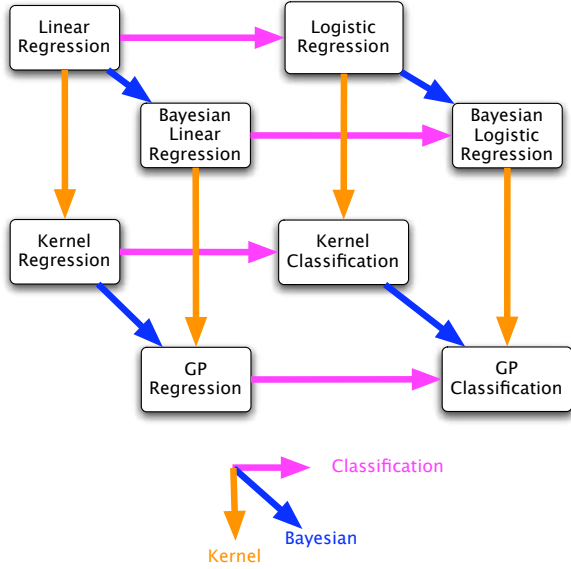 Linear
Regression
Logistic
Regression
Bayesian
Linear
Regression
Bayesian
Logistic
Regression
Kernel
Regression
Kernel
Classification
GP
Regression
GP
Classification
Classification
Bayesian
Kernel